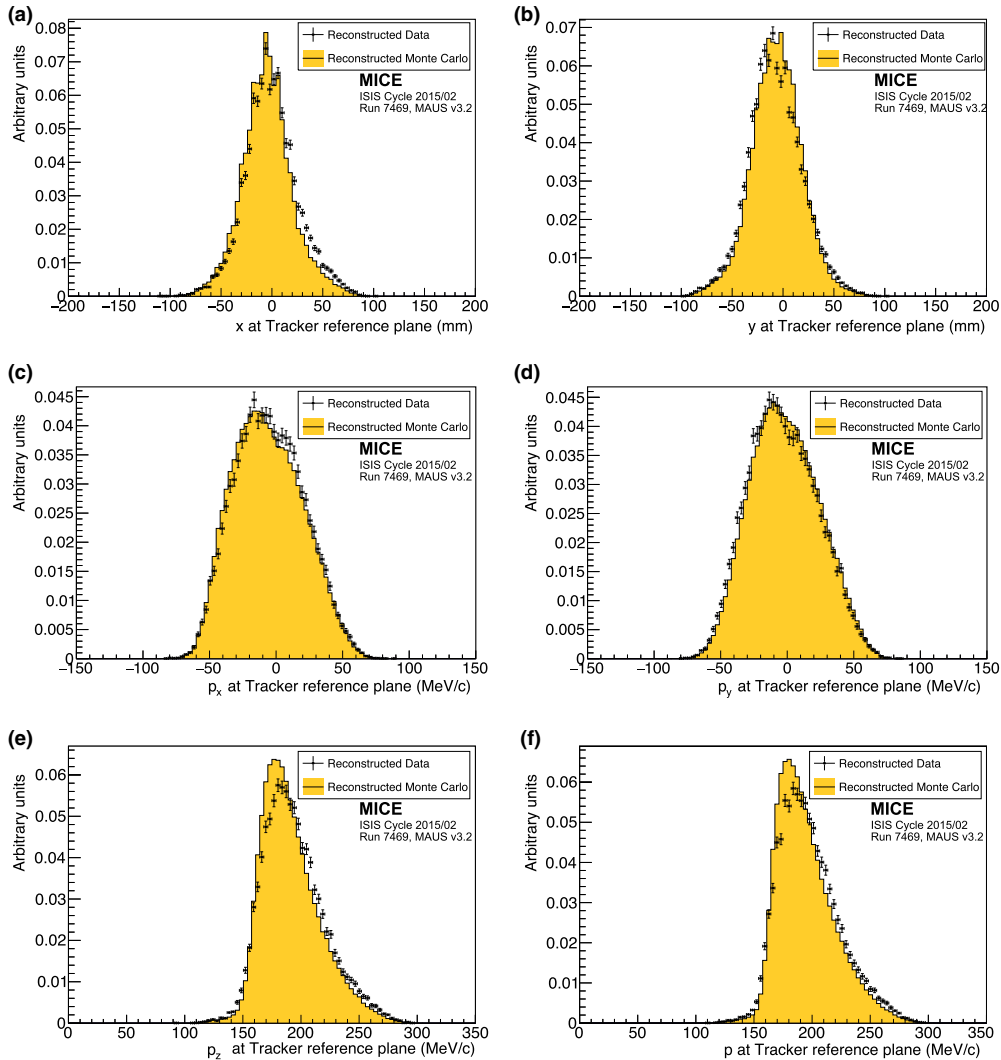 (a)
0.08
0.07
0.06
0.05
0.04
0.03
0.02
0.01
0
Arbitrary units
Reconstructed Data
Reconstructed Monte Carlo
MICE
ISIS Cycle 2015/02
Run 7469, MAUS v3.2
−200 −150 −100 −50 0 50 100 150 200
x at Tracker reference plane (mm)
(b)
0.07
0.06
0.05
0.04
0.03
0.02
0.01
0
Arbitrary units
Reconstructed Data
Reconstructed Monte Carlo
MICE
ISIS Cycle 2015/02
Run 7469, MAUS v3.2
−200 −150 −100 −50 0 50 100 150 200
y at Tracker reference plane (mm)
(c)
0.045
0.04
0.035
0.03
0.025
0.02
0.015
0.01
0.005
0
Arbitrary units
Reconstructed Data
Reconstructed Monte Carlo
MICE
ISIS Cycle 2015/02
Run 7469, MAUS v3.2
−150 −100 −50 0 50 100 150
px at Tracker reference plane (MeV/c)
(d)
0.045
0.04
0.035
0.03
0.025
0.02
0.015
0.01
0.005
0
Arbitrary units
Reconstructed Data
Reconstructed Monte Carlo
MICE
ISIS Cycle 2015/02
Run 7469, MAUS v3.2
−150 −100 −50 0 50 100 150
py at Tracker reference plane (MeV/c)
(e)
0.06
0.05
0.04
0.03
0.02
0.01
0
Arbitrary units
Reconstructed Data
Reconstructed Monte Carlo
MICE
ISIS Cycle 2015/02
Run 7469, MAUS v3.2
0 50 100 150 200 250 300 350
pz at Tracker reference plane (MeV/c)
(f)
0.06
0.05
0.04
0.03
0.02
0.01
0
Arbitrary units
Reconstructed Data
Reconstructed Monte Carlo
MICE
ISIS Cycle 2015/02
Run 7469, MAUS v3.2
0 50 100 150 200 250 300 350
p at Tracker reference plane (MeV/c)